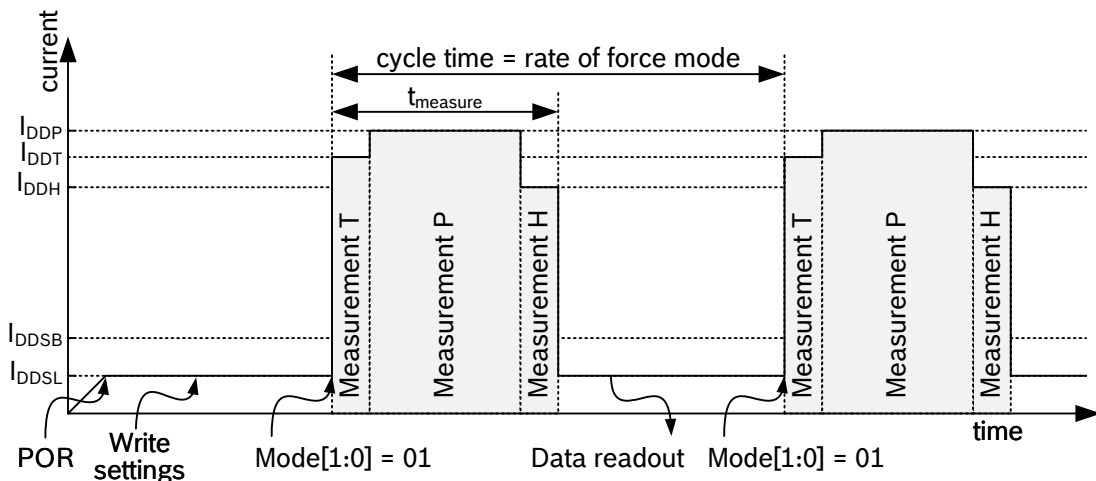 current
cycle time = rate of force mode
tmeasure
IDDP
IDDT
IDDH
Measurement T
Measurement P
Measurement H
Measurement T
Measurement P
Measurement H
IDDSB
IDDSL
time
POR
Write
settings
Mode[1:0] = 01
Data readout
Mode[1:0] = 01